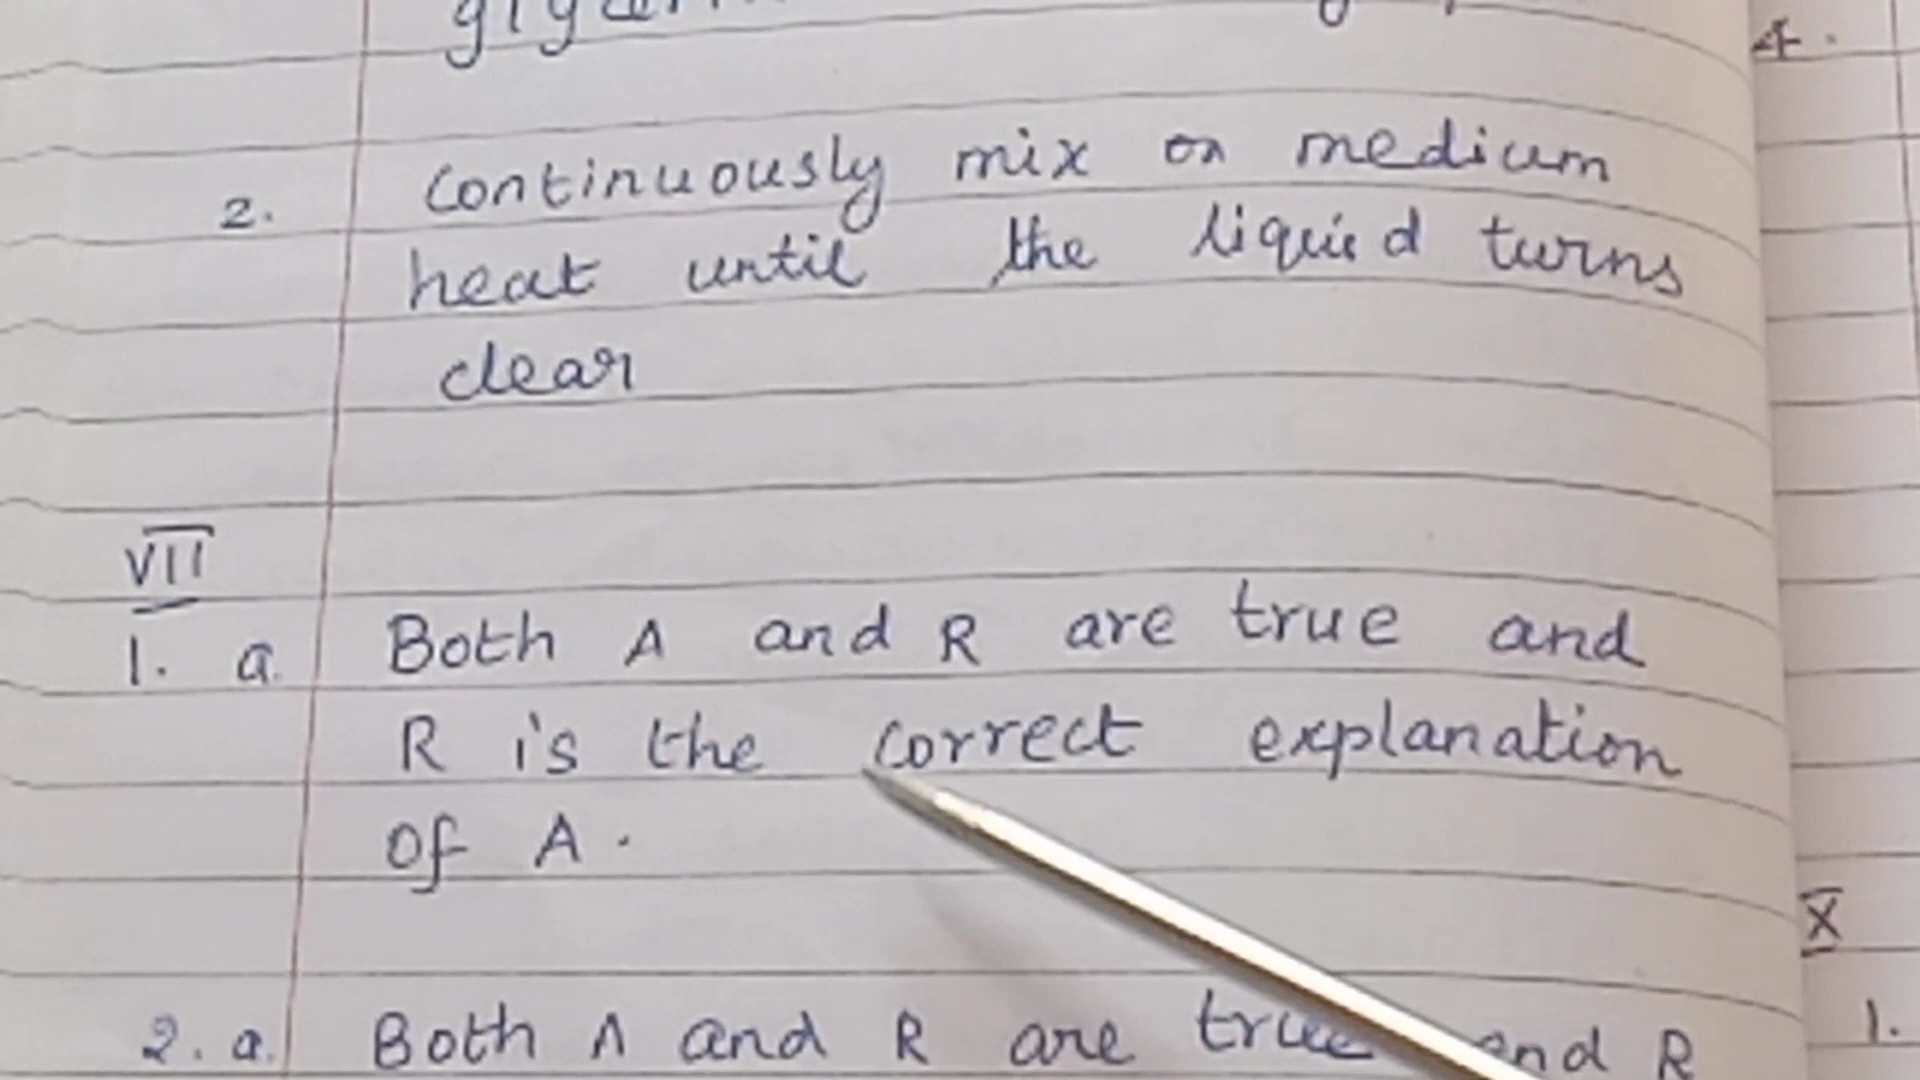 2. continuously mix on medium
heat until the liquid turns
clear
VII
1. a. Both A and R are true and
R is the correct explanation
of A.
2. a. Both A and R are true and R
4.
X
1.